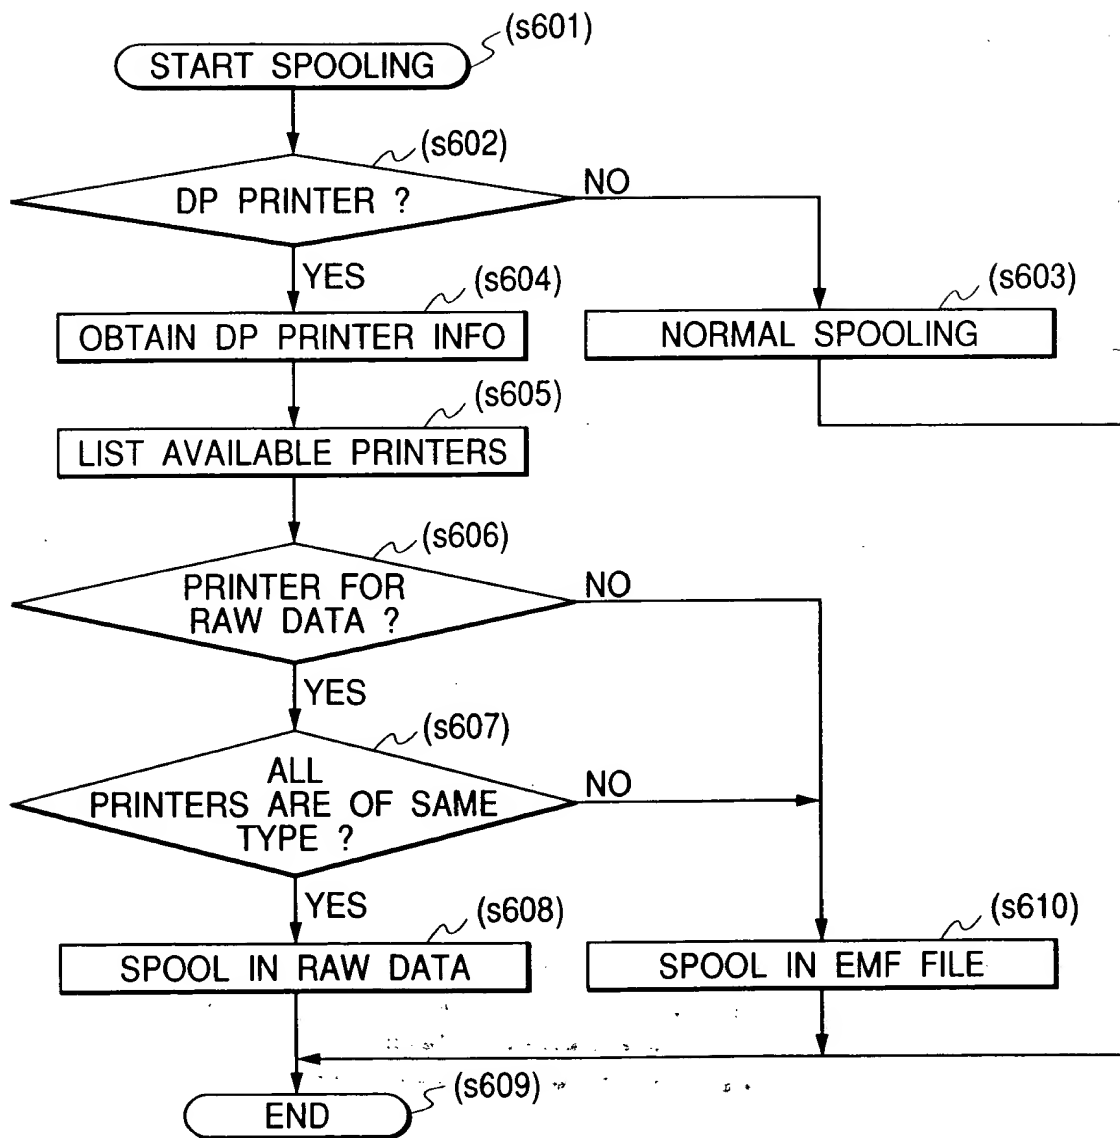 (s601)
START SPOOLING
(s602)
DP PRINTER ?
NO
YES
(s604)
OBTAIN DP PRINTER INFO
(s603)
NORMAL SPOOLING
(s605)
LIST AVAILABLE PRINTERS
(s606)
PRINTER FOR
RAW DATA ?
NO
YES
(s607)
ALL
PRINTERS ARE OF SAME
TYPE ?
NO
YES
(s608)
SPOOL IN RAW DATA
(s610)
SPOOL IN EMF FILE
(s609)
END